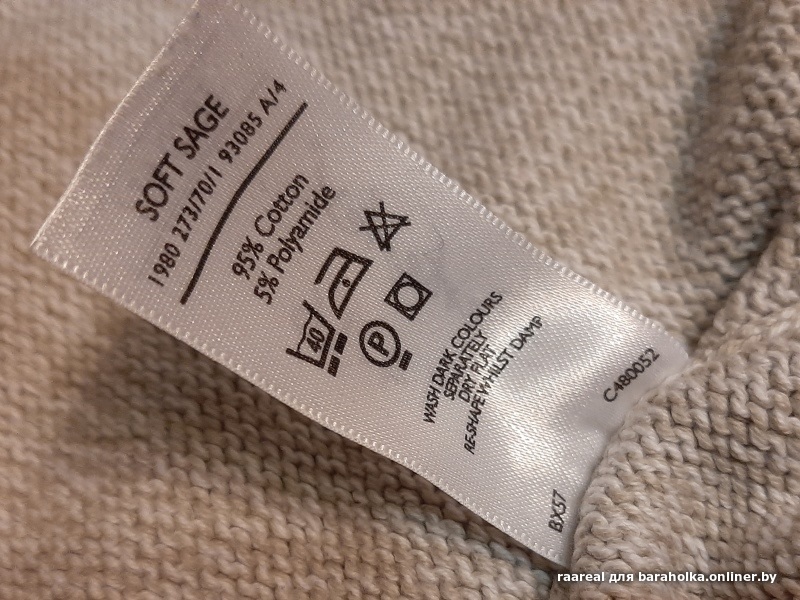 SOFT SAGE
1980 273/70/1 93085 A/4
95% Cotton
5% Polyamide
40
P
WASH DARK COLOURS
SEPARATELY
DRY FLAT
RE-SHAPE WHILST DAMP
C480052
BX57
raareal для baraholka.onliner.by